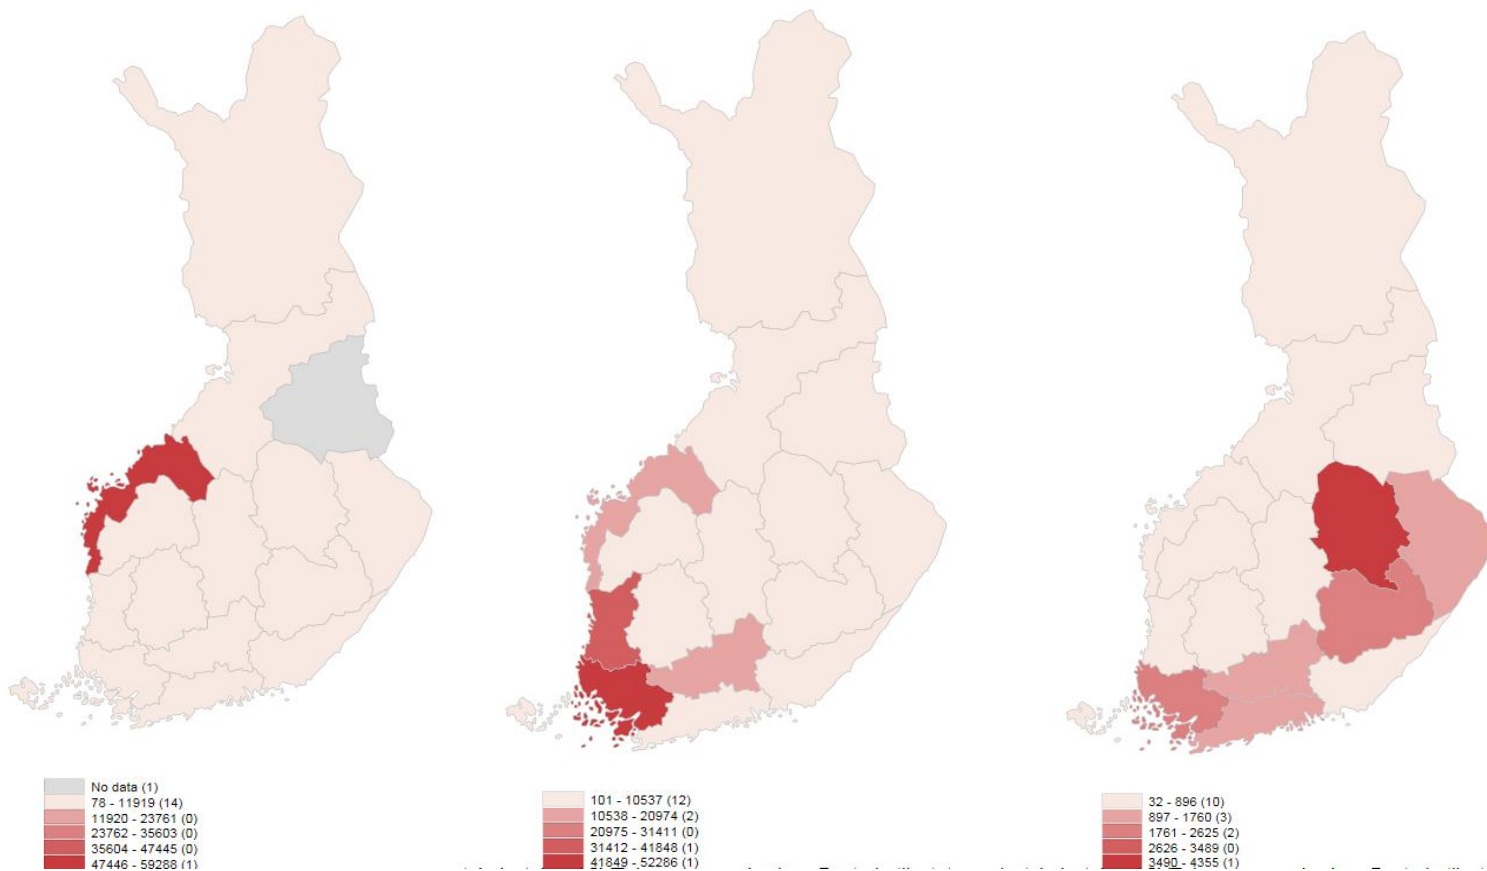 No data (1)
78 - 11919 (14)
11920 - 23761 (0)
23762 - 35603 (0)
35604 - 47445 (0)
47446 - 59288 (1)
101 - 10537 (12)
10538 - 20974 (2)
20975 - 31411 (0)
31412 - 41848 (1)
41849 - 52286 (1)
32 - 896 (10)
897 - 1760 (3)
1761 - 2625 (2)
2626 - 3489 (0)
3490 - 4355 (1)